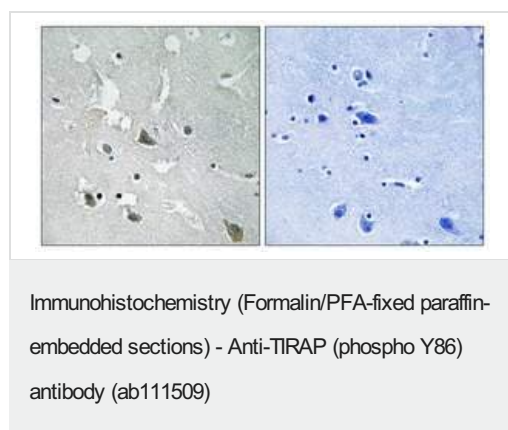 Immunohistochemistry (Formalin/PFA-fixed paraffin-
embedded sections) - Anti-TIRAP (phospho Y86)
antibody (ab111509)